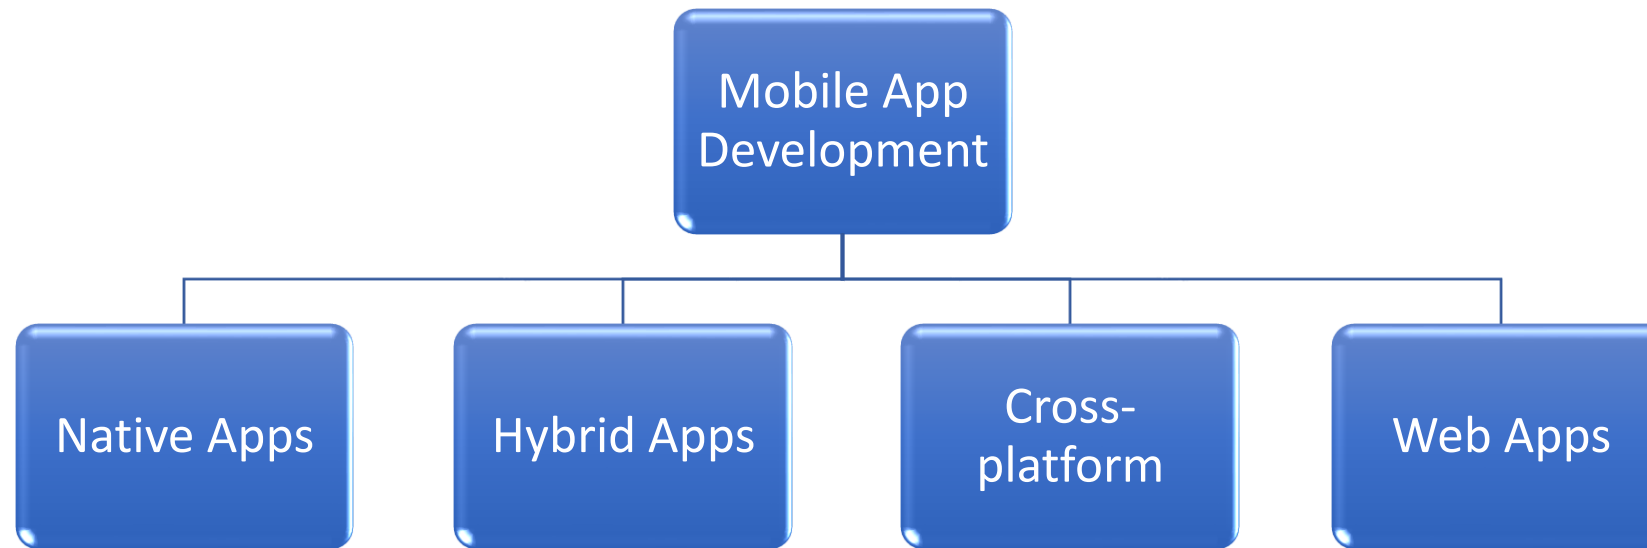 Mobile App
Development
Native Apps
Hybrid Apps
Cross-
platform
Web Apps